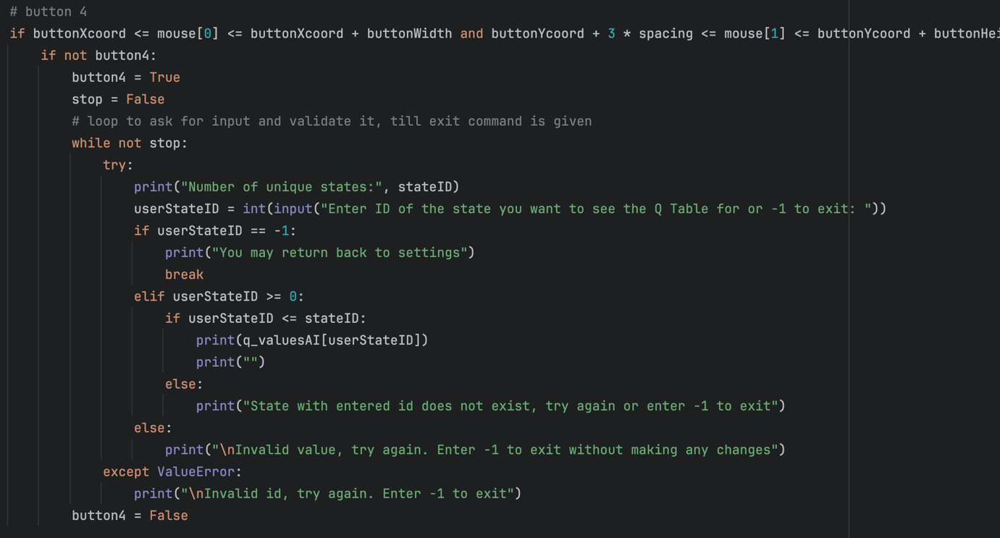 # button 4
if buttonXcoord <= mouse[0] <= buttonXcoord + buttonWidth and buttonYcoord + 3 * spacing <= mouse[1] <= buttonYcoord + buttonHei
if not button4:
button4 = True
stop = False
# loop to ask for input and validate it, till exit command is given
while not stop:
try:
print("Number of unique states:", stateID)
userStateID = int(input("Enter ID of the state you want to see the Q Table for or -1 to exit: "))
if userStateID == -1:
print("You may return back to settings")
break
elif userStateID >= 0:
if userStateID <= stateID:
print(q_valuesAI[userStateID])
print("")
else:
print("State with entered id does not exist, try again or enter -1 to exit")
else:
print("\nInvalid value, try again. Enter -1 to exit without making any changes")
except ValueError:
print("\nInvalid id, try again. Enter -1 to exit")
button4 = False